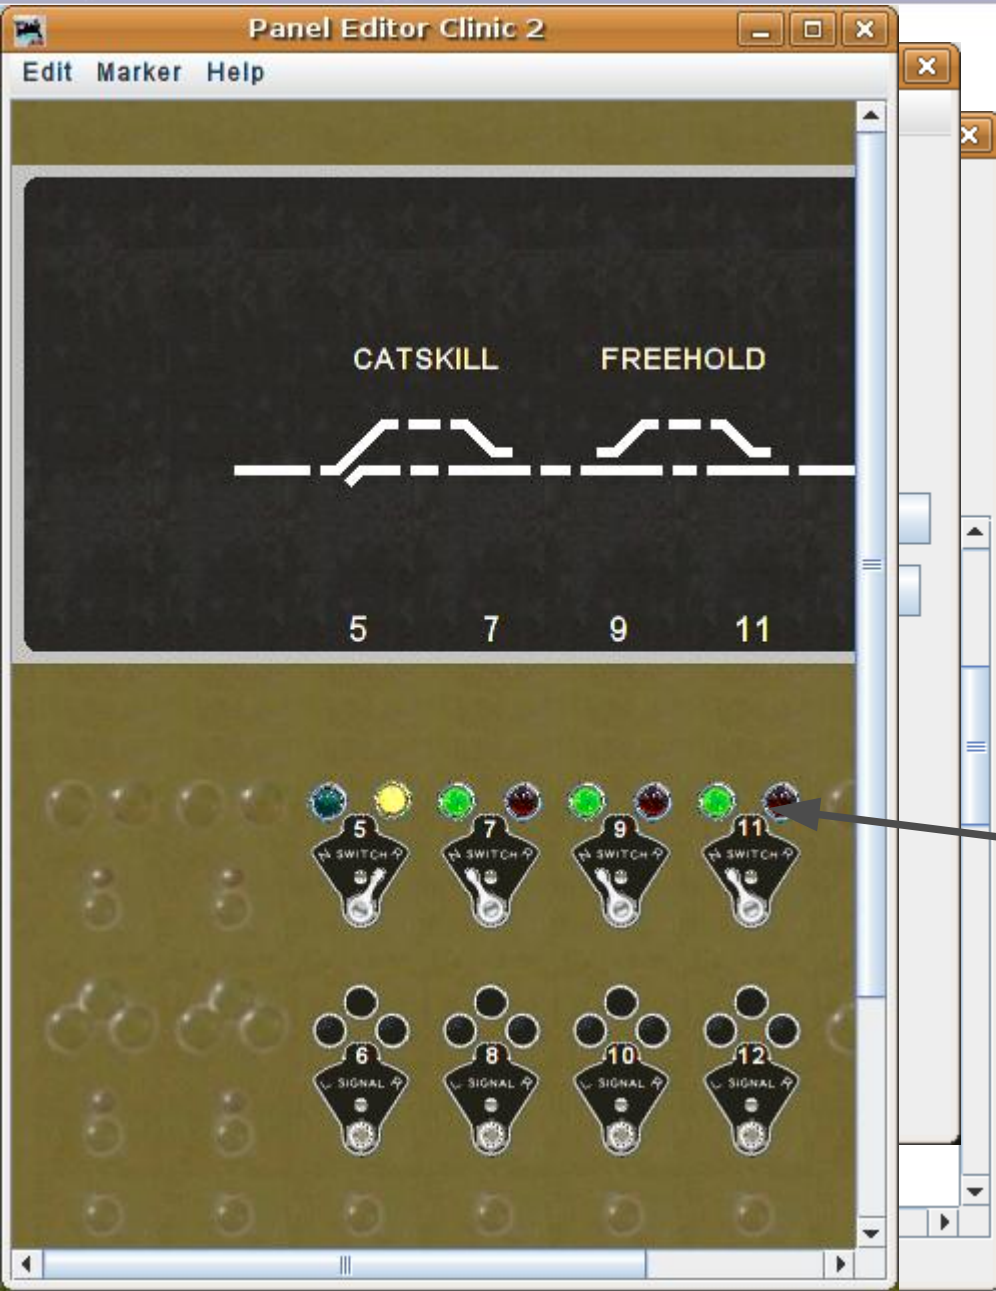 Panel Editor Clinic 2
Edit Marker Help
CATSKILL FREEHOLD
5 7 9 11
5 7 9 11
N SWITCH R N SWITCH R N SWITCH R N SWITCH R
6 8 10 12
L SIGNAL R L SIGNAL R L SIGNAL R L SIGNAL R